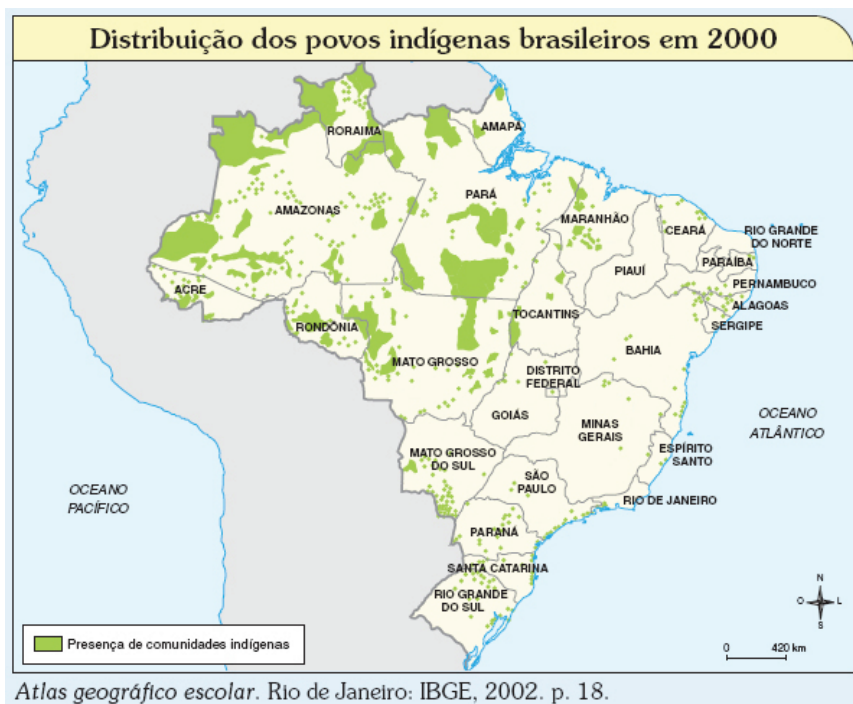 Distribuição dos povos indígenas brasileiros em 2000
RORAIMA
AMAPÁ
AMAZONAS
PARÁ
MARANHÃO
CEARÁ
RIO GRANDE
DO NORTE
PARAÍBA
PIAUÍ
PERNAMBUCO
ACRE
ALAGOAS
TOCANTINS
SERGIPE
RONDÔNIA
BAHIA
MATO GROSSO
DISTRITO
FEDERAL
GOIÁS
MINAS
GERAIS
OCEANO
ATLÂNTICO
MATO GROSSO
DO SUL
ESPÍRITO
SANTO
SÃO
PAULO
OCEANO
PACÍFICO
RIO DE JANEIRO
PARANÁ
SANTA CATARINA
RIO GRANDE
DO SUL
N
O
L
S
Presença de comunidades indígenas
0 420 km
Atlas geográfico escolar. Rio de Janeiro: IBGE, 2002. p. 18.